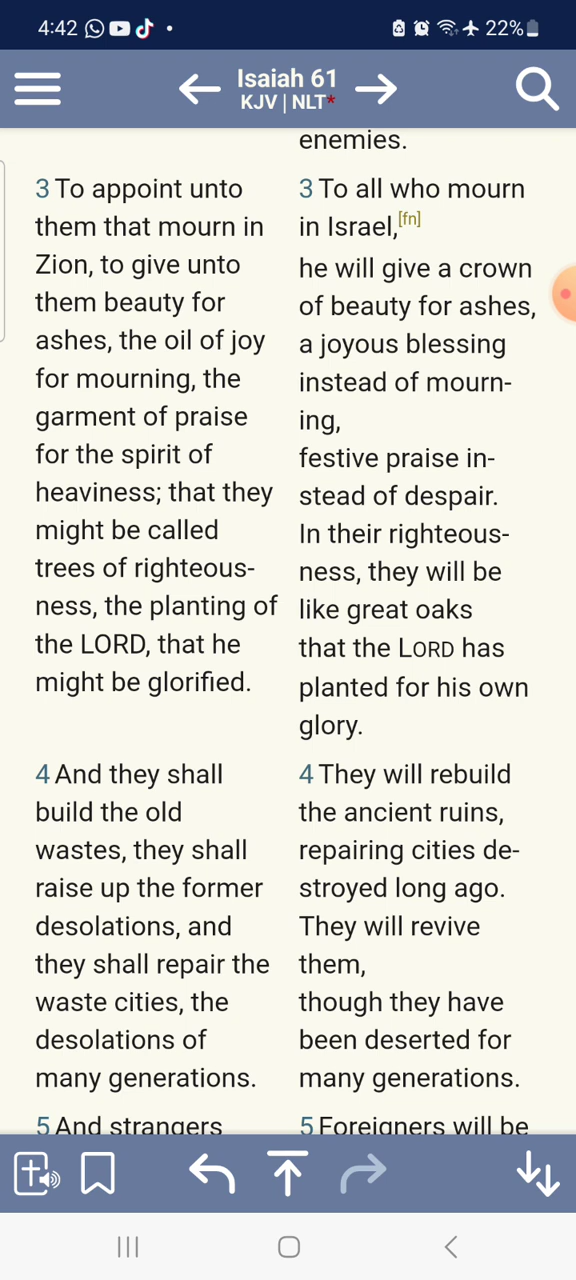 4:42
22%
Isaiah 61
KJV | NLT*
enemies.
3 To appoint unto
them that mourn in
Zion, to give unto
them beauty for
ashes, the oil of joy
for mourning, the
garment of praise
for the spirit of
heaviness; that they
might be called
trees of righteous-
ness, the planting of
the LORD, that he
might be glorified.
3 To all who mourn
in Israel,[fn]
he will give a crown
of beauty for ashes,
a joyous blessing
instead of mourn-
ing,
festive praise in-
stead of despair.
In their righteous-
ness, they will be
like great oaks
that the LORD has
planted for his own
glory.
4 And they shall
build the old
wastes, they shall
raise up the former
desolations, and
they shall repair the
waste cities, the
desolations of
many generations.
4 They will rebuild
the ancient ruins,
repairing cities de-
stroyed long ago.
They will revive
them,
though they have
been deserted for
many generations.
5 And strangers
5 Foreigners will be